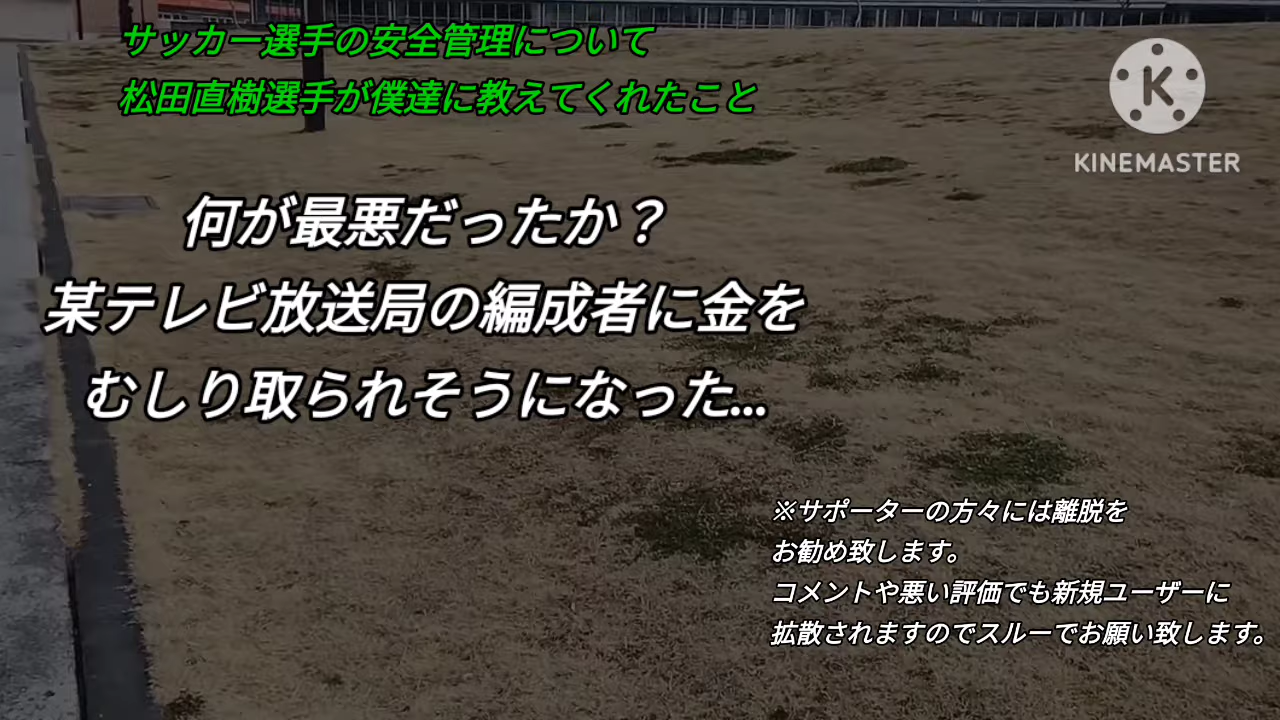 サッカー選手の安全管理について
松田直樹選手が僕達に教えてくれたこと
K
KINEMASTER
何が最悪だったか？
某テレビ放送局の編成者に金を
むしり取られそうになった...
※サポーターの方々には離脱を
お勧め致します。
コメントや悪い評価でも新規ユーザーに
拡散されますのでスルーでお願い致します。